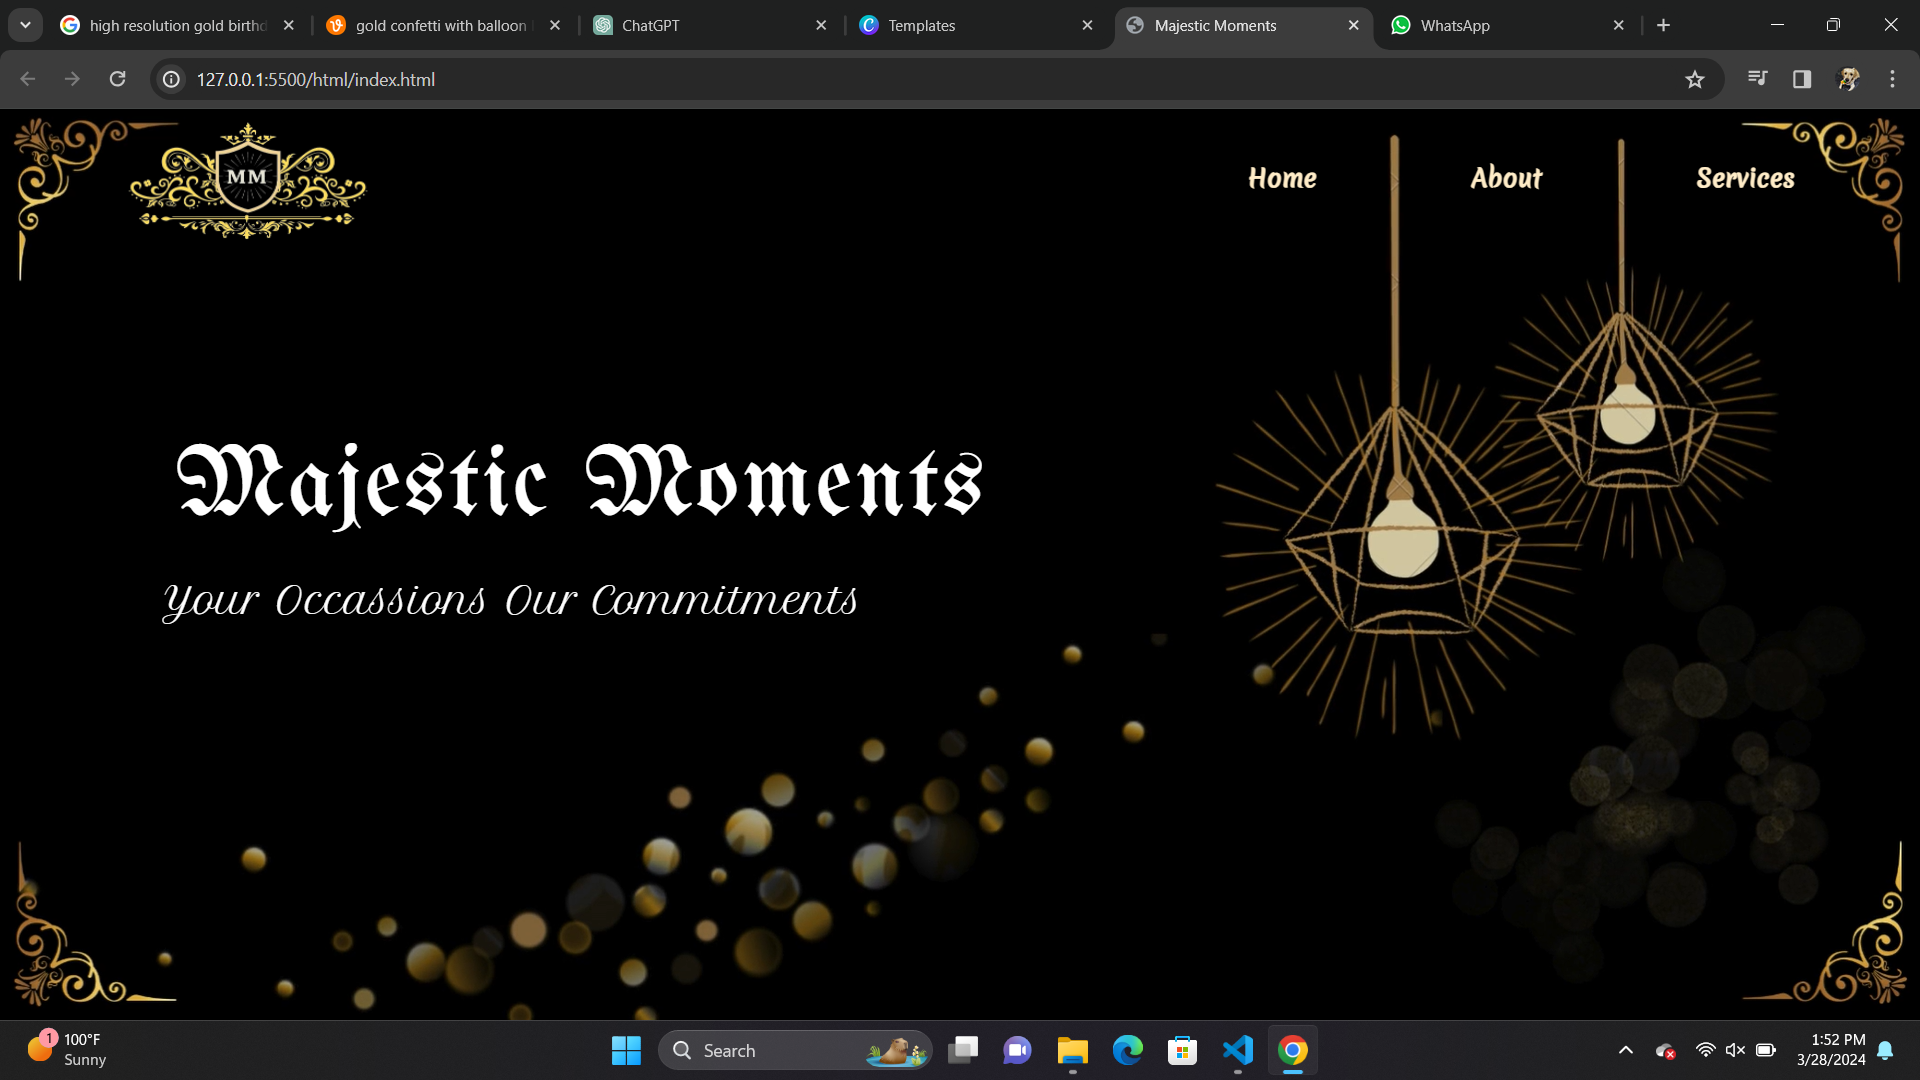 high resolution gold birthd
gold confetti with balloon
ChatGPT
Templates
Majestic Moments
WhatsApp
127.0.0.1:5500/html/index.html
MM
Home
About
Services
Majestic Moments
Your Occassions Our Commitments
1
100°F
Sunny
Search
1:52 PM
3/28/2024